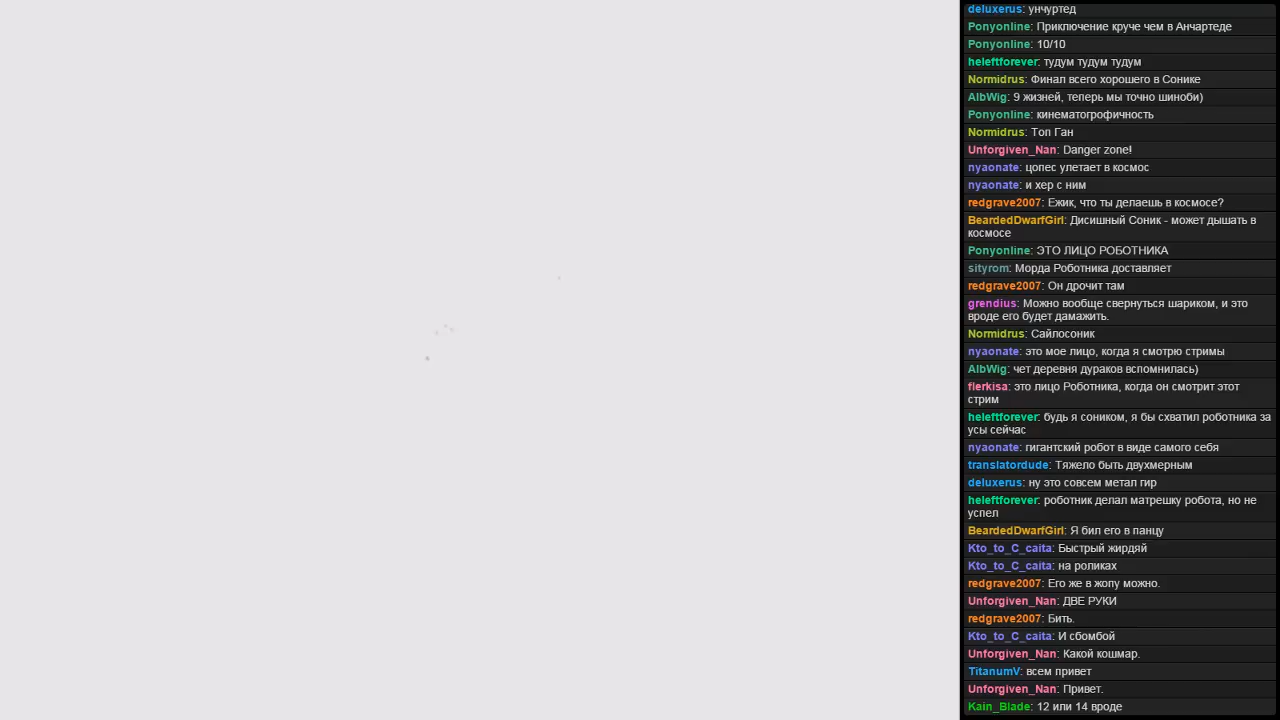 deluxerus: унчуртед
Ponyonline: Приключение круче чем в Анчартеде
Ponyonline: 10/10
heleftforever: тудум тудум тудум
Normidrus: Финал всего хорошего в Сонике
AlbWig: 9 жизней, теперь мы точно шиноби)
Ponyonline: кинематогрофичность
Normidrus: Топ Ган
Unforgiven_Nan: Danger zone!
nyaonate: цопес улетает в космос
nyaonate: и хер с ним
redgrave2007: Ежик, что ты делаешь в космосе?
BeardedDwarfGirl: Дисишный Соник - может дышать в
космосе
Ponyonline: ЭТО ЛИЦО РОБОТНИКА
sityrom: Морда Роботника доставляет
redgrave2007: Он дрочит там
grendius: Можно вообще свернуться шариком, и это
вроде его будет дамажить.
Normidrus: Сайлосоник
nyaonate: это мое лицо, когда я смотрю стримы
AlbWig: чет деревня дураков вспомнилась)
flerkisa: это лицо Роботника, когда он смотрит этот
стрим
heleftforever: будь я соником, я бы схватил роботника за
усы сейчас
nyaonate: гигантский робот в виде самого себя
translatordude: Тяжело быть двухмерным
deluxerus: ну это совсем метал гир
heleftforever: роботник делал матрешку робота, но не
успел
BeardedDwarfGirl: Я бил его в панцу
Kto_to_C_caita: Быстрый жирдяй
Kto_to_C_caita: на роликах
redgrave2007: Его же в жопу можно.
Unforgiven_Nan: ДВЕ РУКИ
redgrave2007: Бить.
Kto_to_C_caita: И сбомбой
Unforgiven_Nan: Какой кошмар.
TitanumV: всем привет
Unforgiven_Nan: Привет.
Kain_Blade: 12 или 14 вроде